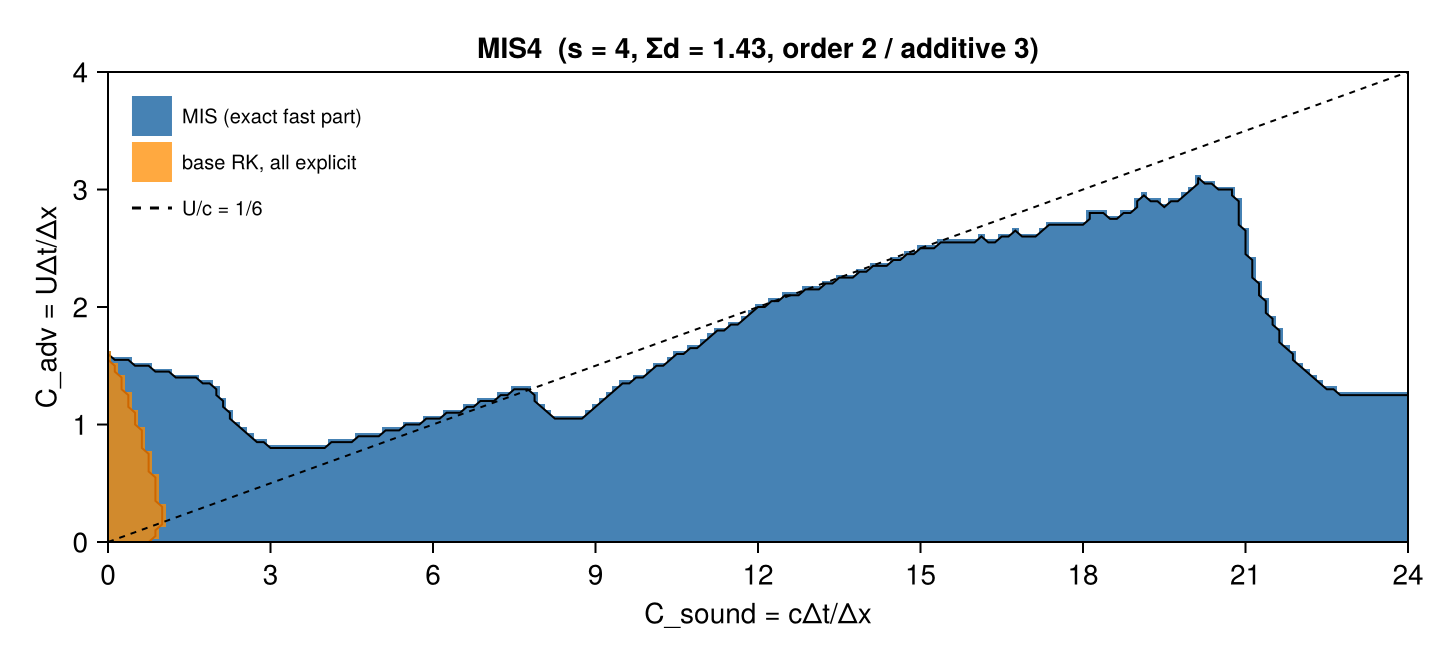 MIS4 (s = 4, Σd = 1.43, order 2 / additive 3)
4
3
2
1
0
C_adv = UΔt/Δx
MIS (exact fast part)
base RK, all explicit
U/c = 1/6
0 3 6 9 12 15 18 21 24
C_sound = cΔt/Δx